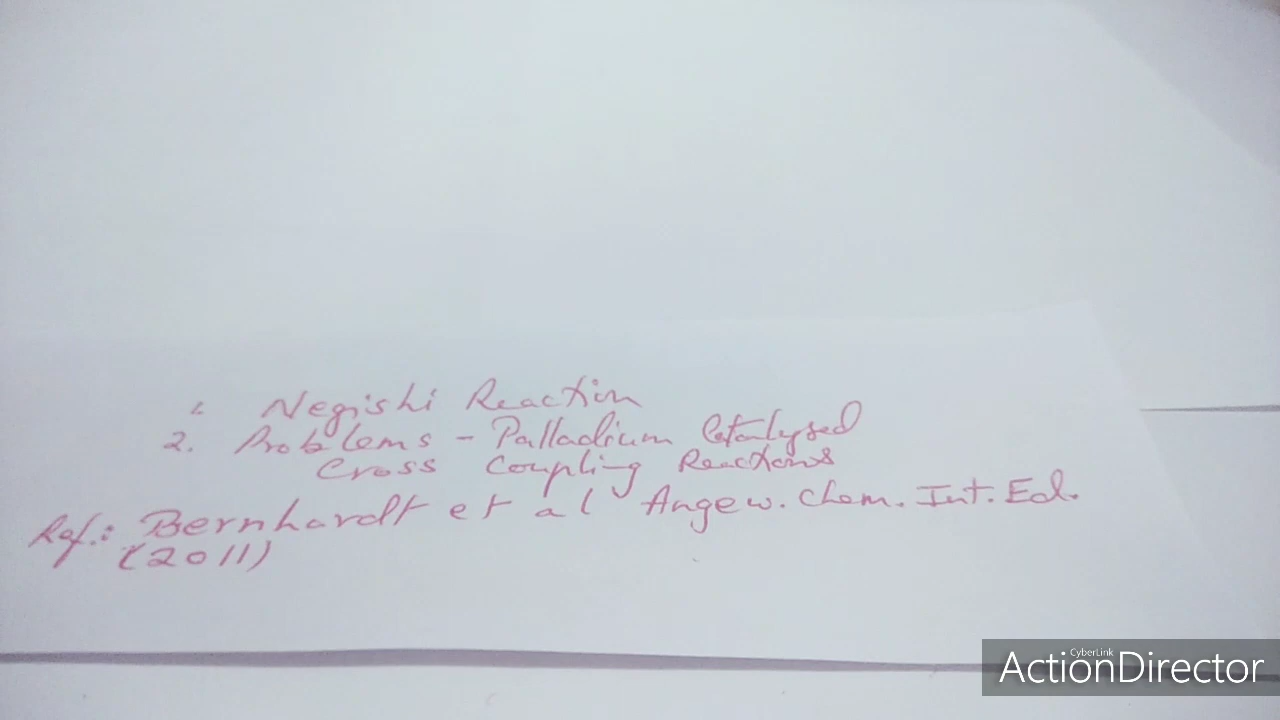 1. Negishi Reaction
2. Problems - Palladium Catalysed
Cross Coupling Reactions
Ref.: Bernhardt et al Angew. Chem. Int. Ed.
(2011)
CyberLink
ActionDirector